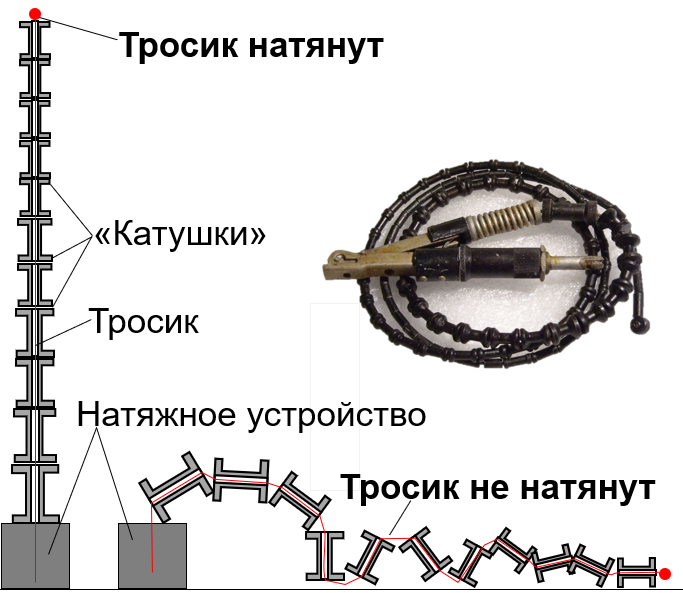 Тросик натянут
«Катушки»
Тросик
Натяжное устройство
Тросик не натянут